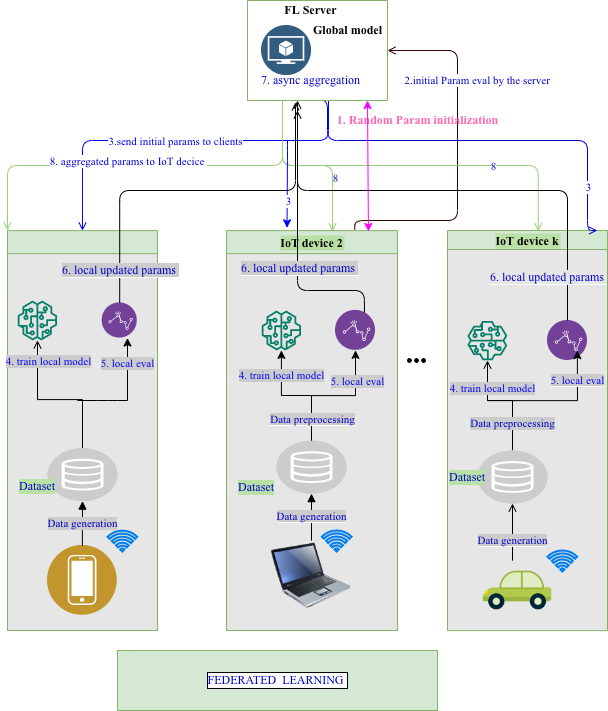 FL Server
Global model
7. async aggregation
2.initial Param eval by the server
1. Random Param initialization
3.send initial params to clients
8. aggregated params to IoT decice
8
8
3
3
IoT device 2
IoT device k
6. local updated params
6. local updated params
6. local updated params
4. train local model
5. local eval
4. train local model
5. local eval
4. train local model
5. local eval
...
Data preprocessing
Data preprocessing
Dataset
Dataset
Dataset
Data generation
Data generation
Data generation
FEDERATED LEARNING